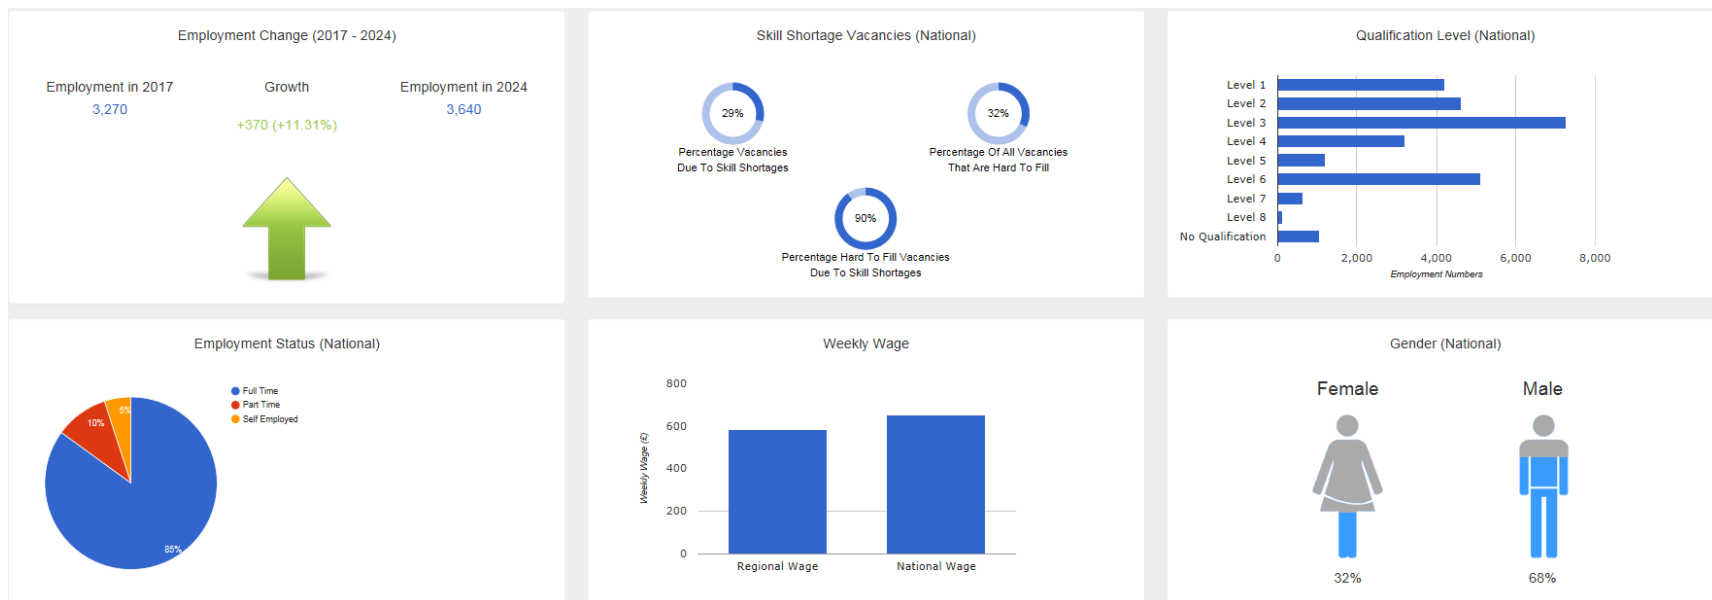 Employment Change (2017 - 2024)
Employment in 2017
Growth
Employment in 2024
3,270
+370 (+11.31%)
3,640
Skill Shortage Vacancies (National)
29%
Percentage Vacancies
Due To Skill Shortages
32%
Percentage Of All Vacancies
That Are Hard To Fill
90%
Percentage Hard To Fill Vacancies
Due To Skill Shortages
Qualification Level (National)
Level 1
Level 2
Level 3
Level 4
Level 5
Level 6
Level 7
Level 8
No Qualification
0
2,000
4,000
6,000
8,000
Employment Numbers
Employment Status (National)
Full Time
Part Time
Self Employed
10%
85%
Weekly Wage
800
600
400
200
0
Weekly Wage (£)
Regional Wage
National Wage
Gender (National)
Female
Male
32%
68%